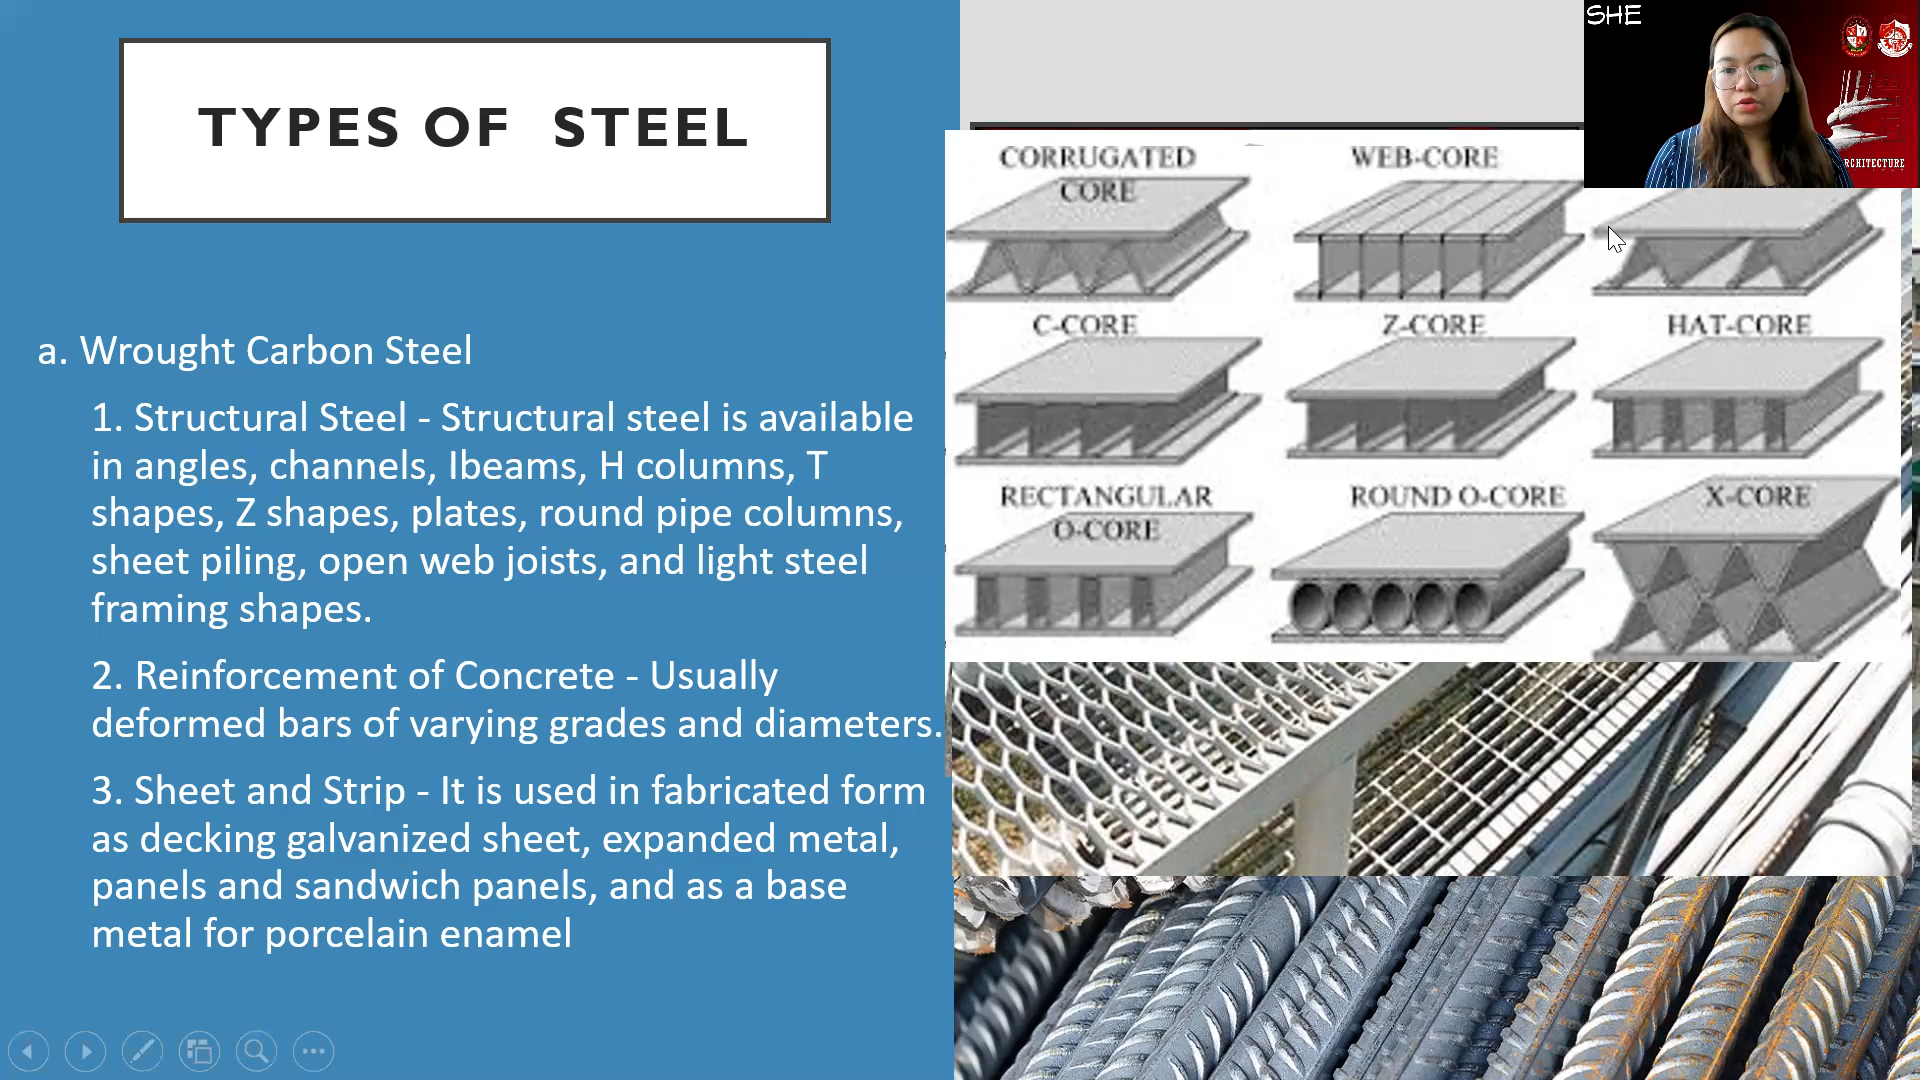 TYPES OF STEEL
a. Wrought Carbon Steel
1. Structural Steel - Structural steel is available
in angles, channels, Ibeams, H columns, T
shapes, Z shapes, plates, round pipe columns,
sheet piling, open web joists, and light steel
framing shapes.
2. Reinforcement of Concrete - Usually
deformed bars of varying grades and diameters.
3. Sheet and Strip - It is used in fabricated form
as decking galvanized sheet, expanded metal,
panels and sandwich panels, and as a base
metal for porcelain enamel
CORRUGATED
CORE
WEB-CORE
C-CORE
Z-CORE
HAT-CORE
RECTANGULAR
O-CORE
ROUND O-CORE
X-CORE
SHE